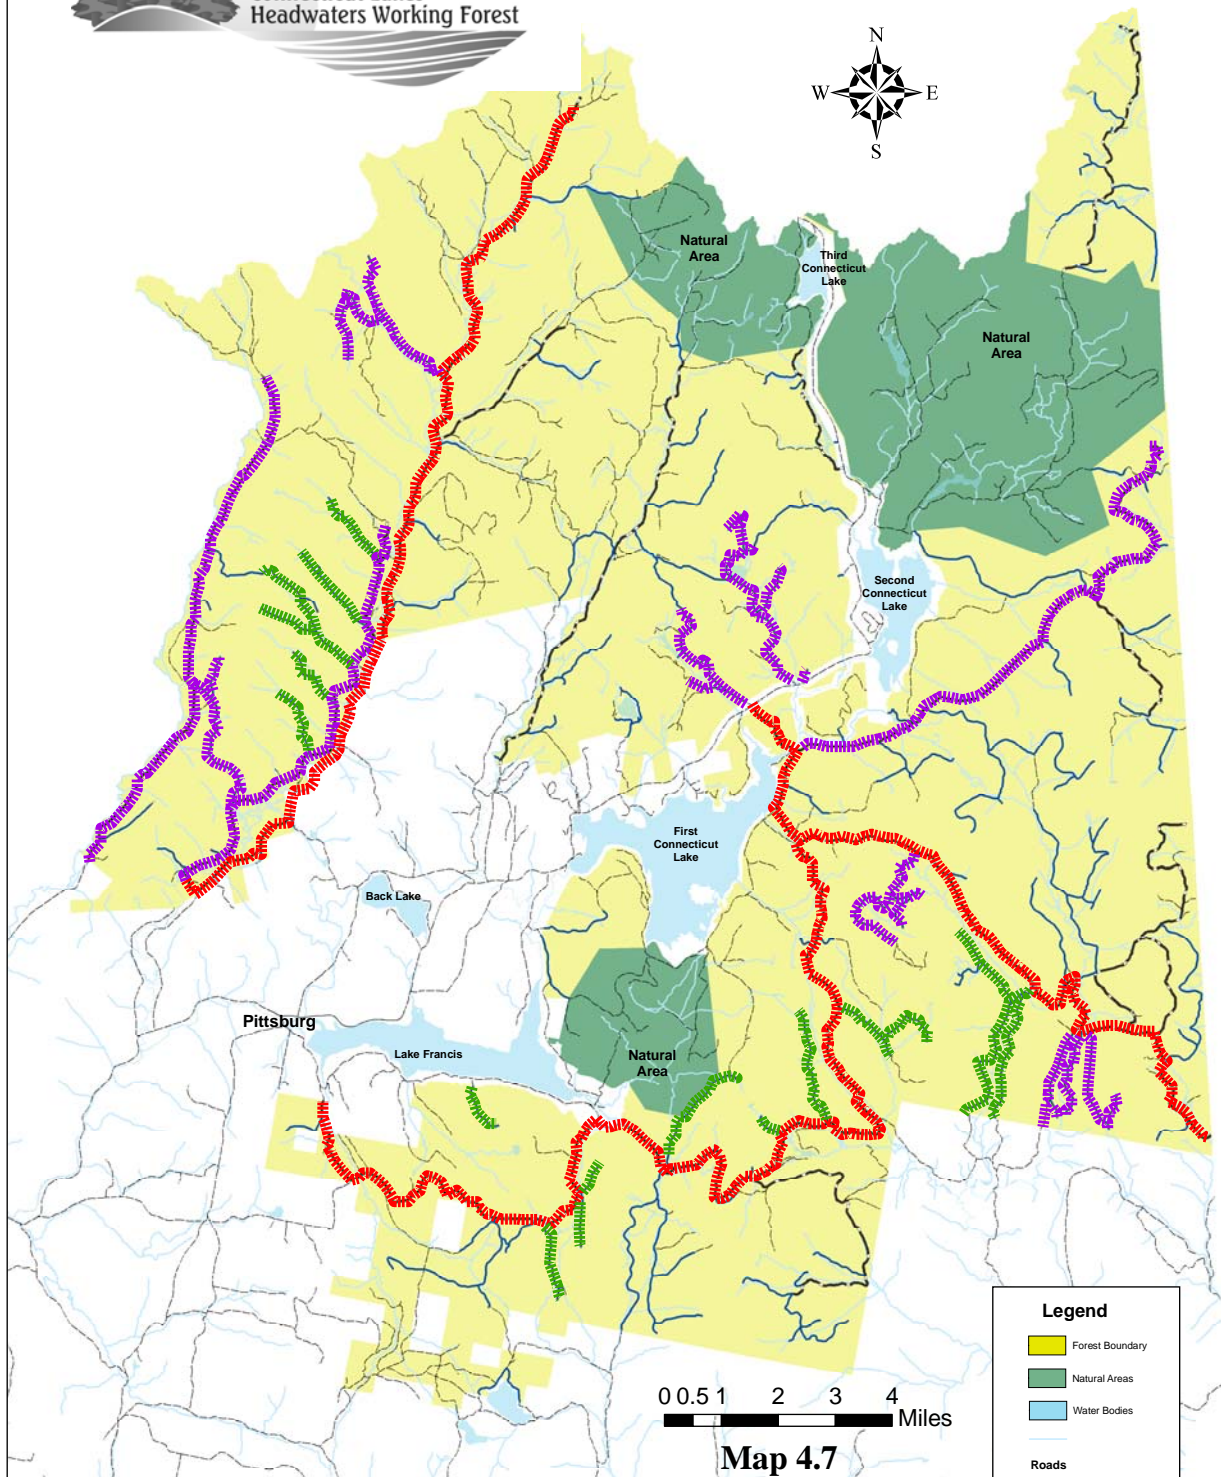 Headwaters Working Forest
N
W
E
S
Natural
Area
Third
Connecticut
Lake
Natural
Area
Second
Connecticut
Lake
First
Connecticut
Lake
Back Lake
Pittsburg
Lake Francis
Natural
Area
Legend
Forest Boundary
Natural Areas
Water Bodies
Roads
0 0.5 1 2 3 4
Miles
Map 4.7